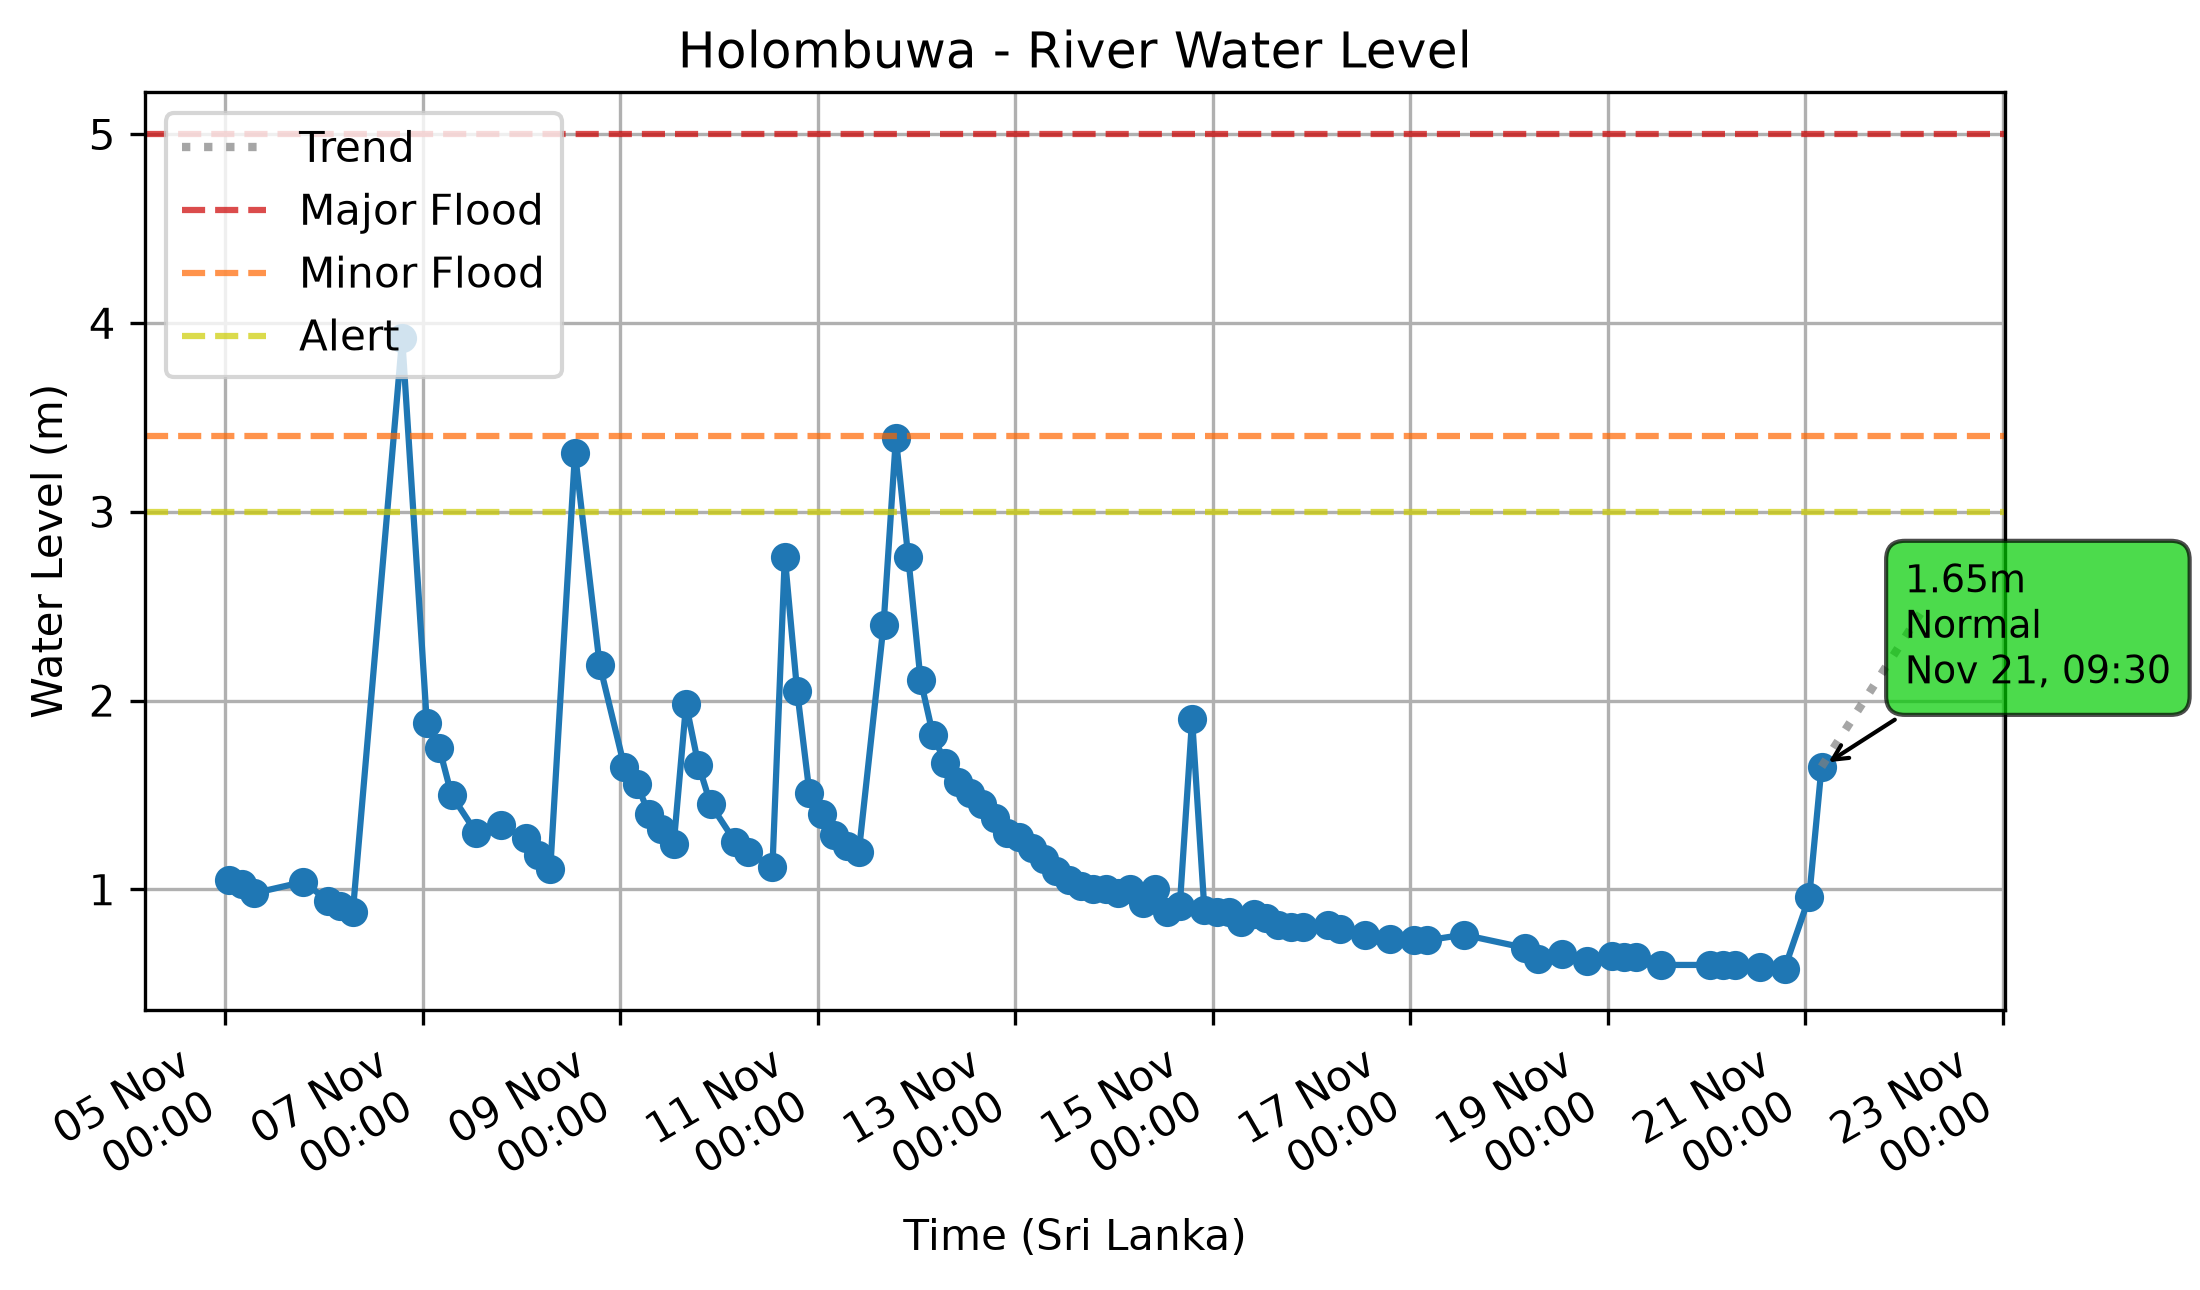 Holombuwa - River Water Level
Trend
Major Flood
Minor Flood
Alert
5
4
3
2
1
Water Level (m)
1.65m
Normal
Nov 21, 09:30
05 Nov
00:00
07 Nov
00:00
09 Nov
00:00
11 Nov
00:00
13 Nov
00:00
15 Nov
00:00
17 Nov
00:00
19 Nov
00:00
21 Nov
00:00
23 Nov
00:00
Time (Sri Lanka)